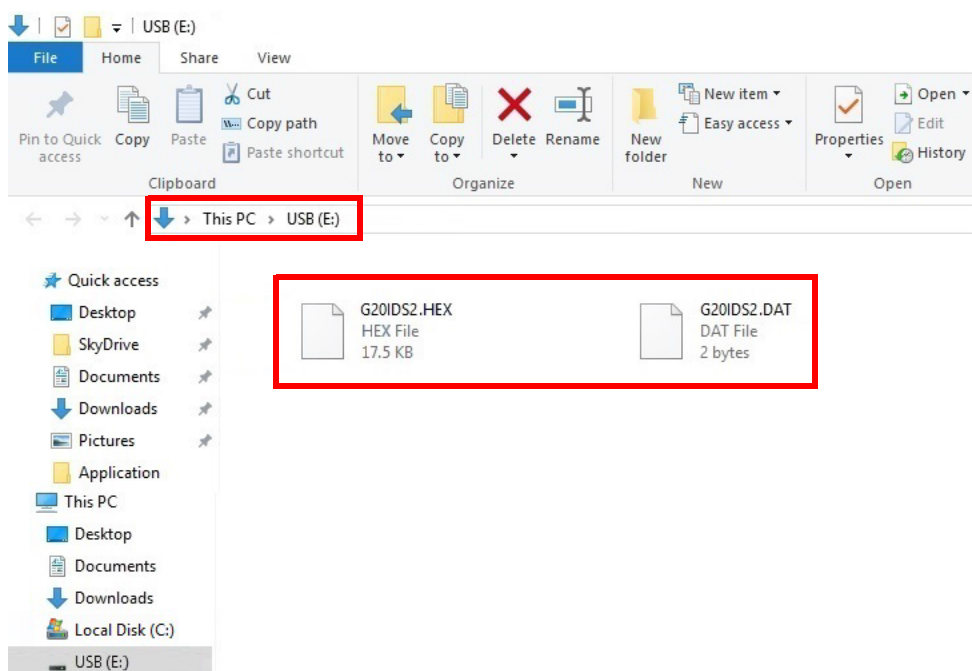 USB (E:)
File Home Share View
Pin to Quick access
Copy
Paste
Cut
Copy path
Paste shortcut
Move to
Copy to
Delete
Rename
New folder
New item
Easy access
Properties
Open
Edit
History
Clipboard Organize New Open
This PC > USB (E:)
Quick access
Desktop
SkyDrive
Documents
Downloads
Pictures
Application
This PC
Desktop
Documents
Downloads
Local Disk (C:)
USB (E:)
G20IDS2.HEX
HEX File
17.5 KB
G20IDS2.DAT
DAT File
2 bytes